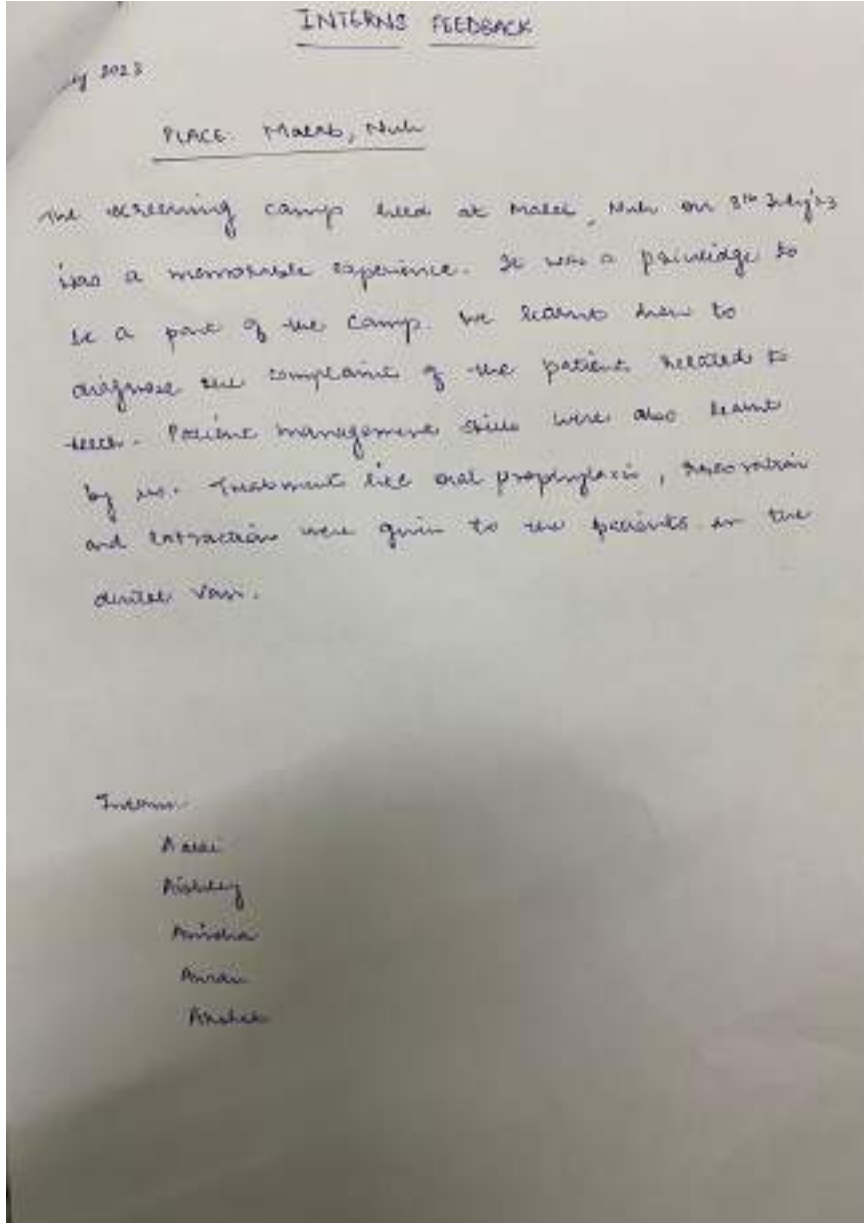 INTERNS FEEDBACK
2023
PLACE: Malab, Nuh
The screening camp held at Malab, Nuh on 8th July'23
was a memorable experience. It was a privilege to
be a part of the camp. We learnt how to
diagnose the complaint of the patient related to
teeth. Patient management skills were also learnt
by us. Treatment like oral prophylaxis, restoration
and extraction were given to the patients in the
dental van.
Interns
Anisha